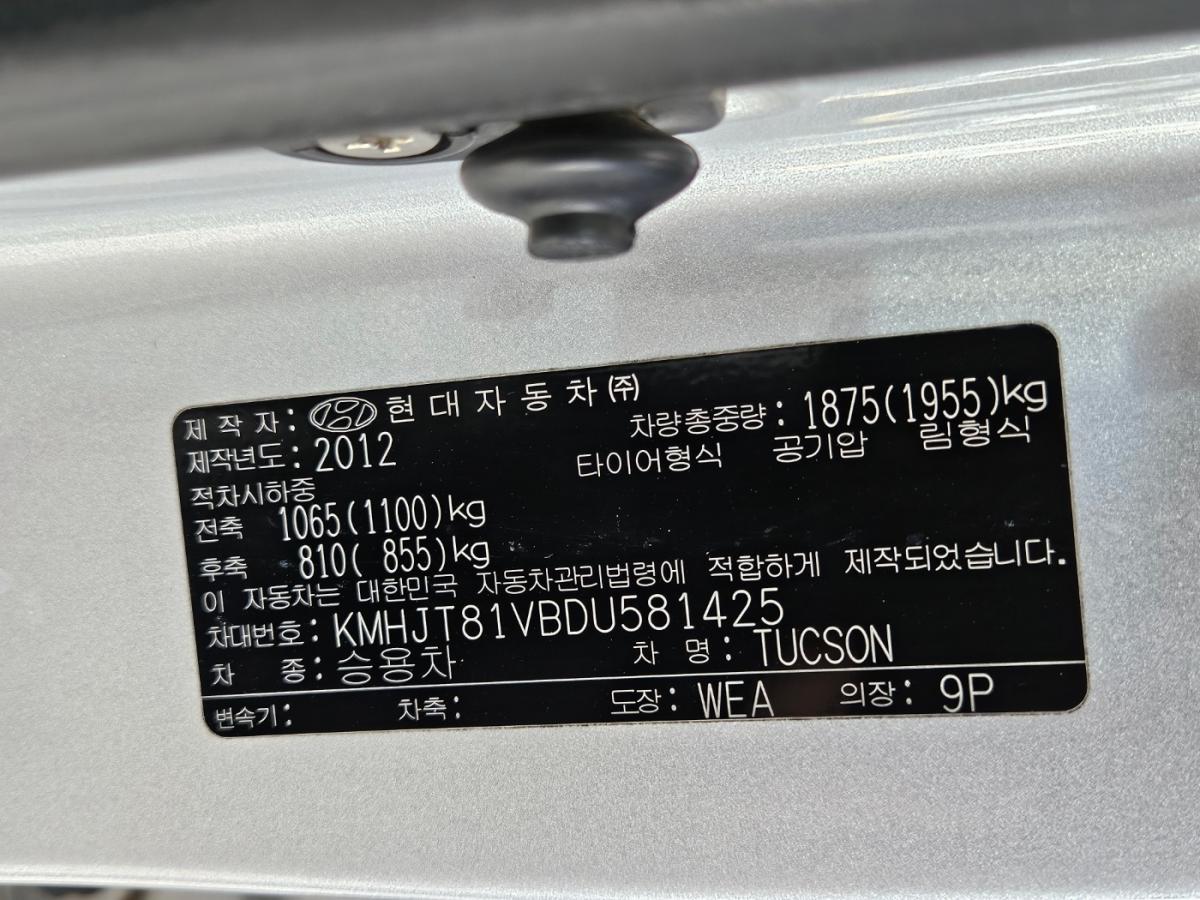 제 작 자: 현 대 자 동 차 ㈜
차량총중량: 1875(1955)kg
제작년도: 2012
타이어형식 공기압 림형식
적차시하중
전축 1065(1100)kg
후축 810( 855)kg
이 자동차는 대한민국 자동차관리법령에 적합하게 제작되었습니다.
차대번호: KMHJT81VBDU581425
차 종: 승용차 차 명: TUCSON
변속기: 차축: 도장: WEA 의장: 9P